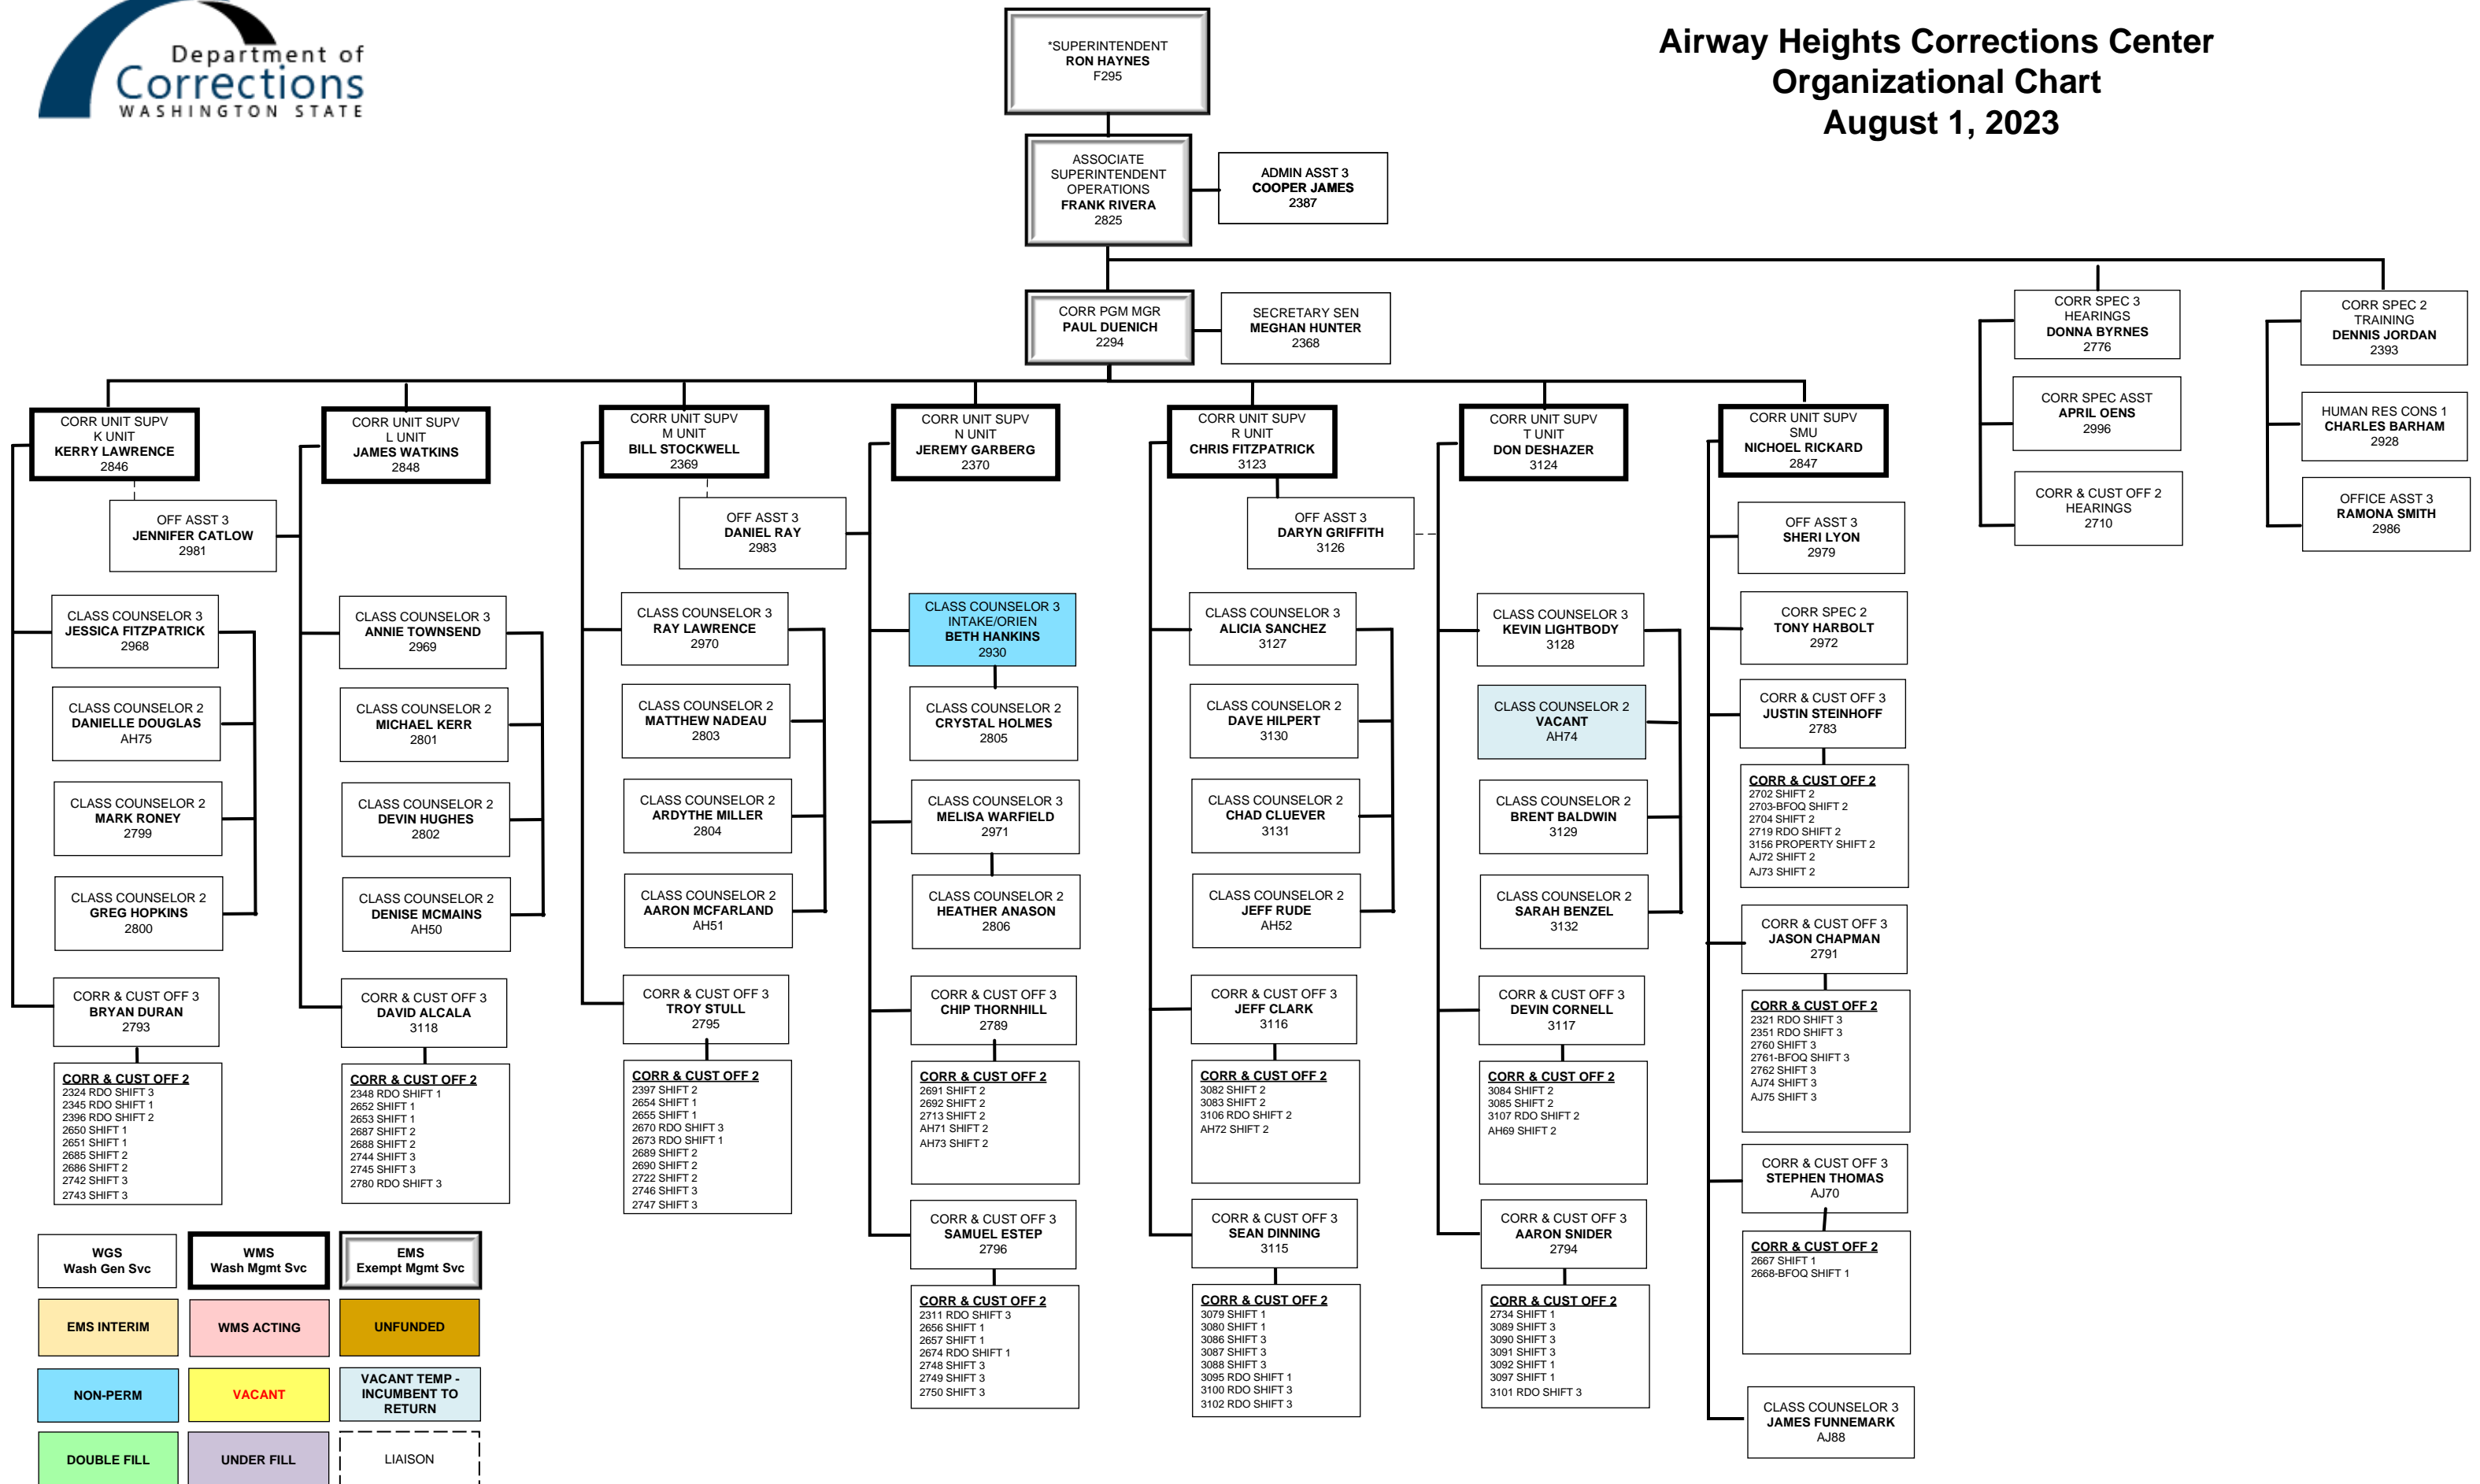 Department of
Corrections
WASHINGTON STATE
Airway Heights Corrections Center
Organizational Chart
August 1, 2023
*SUPERINTENDENT
RON HAYNES
F295
ASSOCIATE
SUPERINTENDENT
OPERATIONS
FRANK RIVERA
2825
ADMIN ASST 3
COOPER JAMES
2387
CORR PGM MGR
PAUL DUENICH
2294
SECRETARY SEN
MEGHAN HUNTER
2368
CORR SPEC 3
HEARINGS
DONNA BYRNES
2776
CORR SPEC ASST
APRIL OENS
2996
CORR & CUST OFF 2
HEARINGS
2710
CORR SPEC 2
TRAINING
DENNIS JORDAN
2393
HUMAN RES CONS 1
CHARLES BARHAM
2928
OFFICE ASST 3
RAMONA SMITH
2986
CORR UNIT SUPV
K UNIT
KERRY LAWRENCE
2846
OFF ASST 3
JENNIFER CATLOW
2981
CLASS COUNSELOR 3
JESSICA FITZPATRICK
2968
CLASS COUNSELOR 2
DANIELLE DOUGLAS
AH75
CLASS COUNSELOR 2
MARK RONEY
2799
CLASS COUNSELOR 2
GREG HOPKINS
2800
CORR & CUST OFF 3
BRYAN DURAN
2793
CORR & CUST OFF 2
2324 RDO SHIFT 3
2345 RDO SHIFT 1
2396 RDO SHIFT 2
2650 SHIFT 1
2651 SHIFT 1
2685 SHIFT 2
2686 SHIFT 2
2742 SHIFT 3
2743 SHIFT 3
CORR UNIT SUPV
L UNIT
JAMES WATKINS
2848
CLASS COUNSELOR 3
ANNIE TOWNSEND
2969
CLASS COUNSELOR 2
MICHAEL KERR
2801
CLASS COUNSELOR 2
DEVIN HUGHES
2802
CLASS COUNSELOR 2
DENISE MCMAINS
AH50
CORR & CUST OFF 3
DAVID ALCALA
3118
CORR & CUST OFF 2
2348 RDO SHIFT 1
2652 SHIFT 1
2653 SHIFT 1
2687 SHIFT 2
2688 SHIFT 2
2744 SHIFT 3
2745 SHIFT 3
2780 RDO SHIFT 3
CORR UNIT SUPV
M UNIT
BILL STOCKWELL
2369
OFF ASST 3
DANIEL RAY
2983
CLASS COUNSELOR 3
RAY LAWRENCE
2970
CLASS COUNSELOR 2
MATTHEW NADEAU
2803
CLASS COUNSELOR 2
ARDYTHE MILLER
2804
CLASS COUNSELOR 2
AARON MCFARLAND
AH51
CORR & CUST OFF 3
TROY STULL
2795
CORR & CUST OFF 2
2397 SHIFT 2
2654 SHIFT 1
2655 SHIFT 1
2670 RDO SHIFT 3
2673 RDO SHIFT 1
2689 SHIFT 2
2690 SHIFT 2
2722 SHIFT 2
2746 SHIFT 3
2747 SHIFT 3
CORR UNIT SUPV
N UNIT
JEREMY GARBERG
2370
CLASS COUNSELOR 3
INTAKE/ORIEN
BETH HANKINS
2930
CLASS COUNSELOR 2
CRYSTAL HOLMES
2805
CLASS COUNSELOR 3
MELISA WARFIELD
2971
CLASS COUNSELOR 2
HEATHER ANASON
2806
CORR & CUST OFF 3
CHIP THORNHILL
2789
CORR & CUST OFF 2
2691 SHIFT 2
2692 SHIFT 2
2713 SHIFT 2
AH71 SHIFT 2
AH73 SHIFT 2
CORR & CUST OFF 3
SAMUEL ESTEP
2796
CORR & CUST OFF 2
2311 RDO SHIFT 3
2656 SHIFT 1
2657 SHIFT 1
2674 RDO SHIFT 1
2748 SHIFT 3
2749 SHIFT 3
2750 SHIFT 3
CORR UNIT SUPV
R UNIT
CHRIS FITZPATRICK
3123
OFF ASST 3
DARYN GRIFFITH
3126
CLASS COUNSELOR 3
ALICIA SANCHEZ
3127
CLASS COUNSELOR 2
DAVE HILPERT
3130
CLASS COUNSELOR 2
CHAD CLUEVER
3131
CLASS COUNSELOR 2
JEFF RUDE
AH52
CORR & CUST OFF 3
JEFF CLARK
3116
CORR & CUST OFF 2
3082 SHIFT 2
3083 SHIFT 2
3106 RDO SHIFT 2
AH72 SHIFT 2
CORR & CUST OFF 3
SEAN DINNING
3115
CORR & CUST OFF 2
3079 SHIFT 1
3080 SHIFT 1
3086 SHIFT 3
3087 SHIFT 3
3088 SHIFT 3
3095 RDO SHIFT 1
3100 RDO SHIFT 3
3102 RDO SHIFT 3
CORR UNIT SUPV
T UNIT
DON DESHAZER
3124
CLASS COUNSELOR 3
KEVIN LIGHTBODY
3128
CLASS COUNSELOR 2
VACANT
AH74
CLASS COUNSELOR 2
BRENT BALDWIN
3129
CLASS COUNSELOR 2
SARAH BENZEL
3132
CORR & CUST OFF 3
DEVIN CORNELL
3117
CORR & CUST OFF 2
3084 SHIFT 2
3085 SHIFT 2
3107 RDO SHIFT 2
AH69 SHIFT 2
CORR & CUST OFF 3
AARON SNIDER
2794
CORR & CUST OFF 2
2734 SHIFT 1
3089 SHIFT 3
3090 SHIFT 3
3091 SHIFT 3
3092 SHIFT 1
3097 SHIFT 1
3101 RDO SHIFT 3
CORR UNIT SUPV
SMU
NICHOEL RICKARD
2847
OFF ASST 3
SHERI LYON
2979
CORR SPEC 2
TONY HARBOLT
2972
CORR & CUST OFF 3
JUSTIN STEINHOFF
2783
CORR & CUST OFF 2
2702 SHIFT 2
2703-BFOQ SHIFT 2
2704 SHIFT 2
2719 RDO SHIFT 2
3156 PROPERTY SHIFT 2
AJ72 SHIFT 2
AJ73 SHIFT 2
CORR & CUST OFF 3
JASON CHAPMAN
2791
CORR & CUST OFF 2
2321 RDO SHIFT 3
2351 RDO SHIFT 3
2760 SHIFT 3
2761-BFOQ SHIFT 3
2762 SHIFT 3
AJ74 SHIFT 3
AJ75 SHIFT 3
CORR & CUST OFF 3
STEPHEN THOMAS
AJ70
CORR & CUST OFF 2
2667 SHIFT 1
2668-BFOQ SHIFT 1
CLASS COUNSELOR 3
JAMES FUNNEMARK
AJ88
WGS
Wash Gen Svc
WMS
Wash Mgmt Svc
EMS
Exempt Mgmt Svc
EMS INTERIM
WMS ACTING
UNFUNDED
NON-PERM
VACANT
VACANT TEMP -
INCUMBENT TO
RETURN
DOUBLE FILL
UNDER FILL
LIAISON